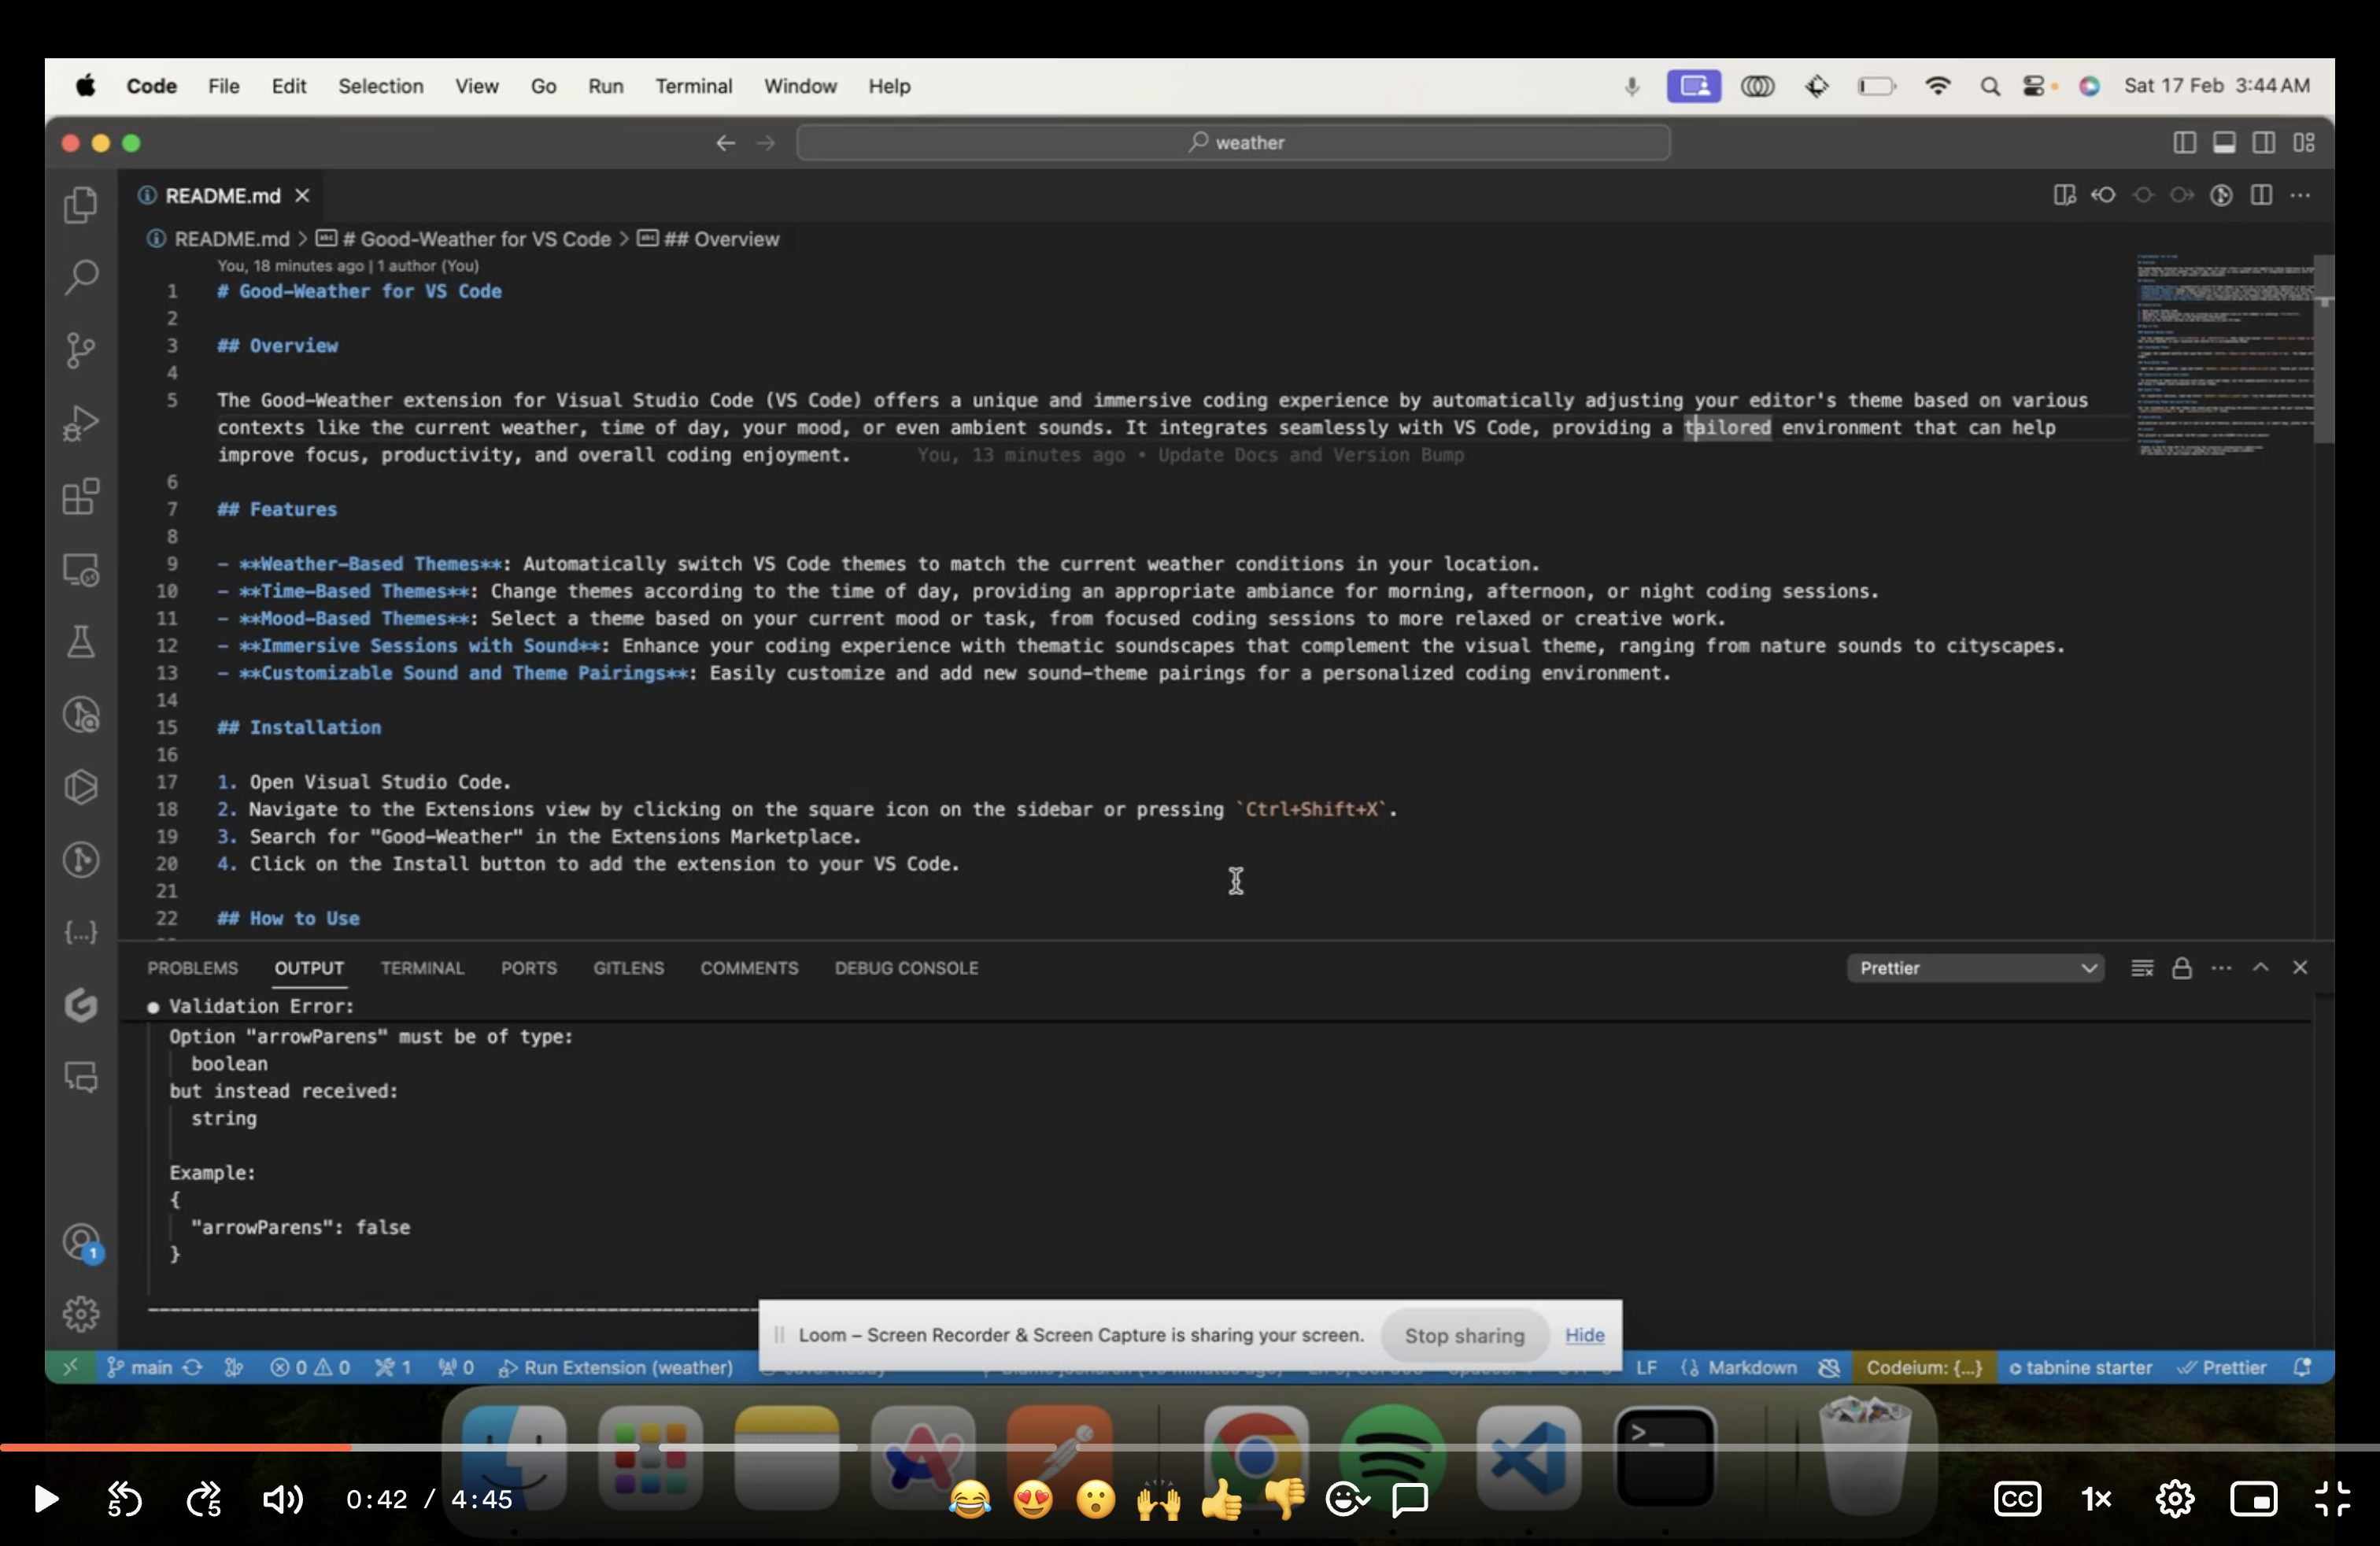 Code File Edit Selection View Go Run Terminal Window Help Sat 17 Feb 3:44 AM
weather
README.md
README.md > # Good-Weather for VS Code > ## Overview
You, 18 minutes ago | 1 author (You)
1 # Good-Weather for VS Code
2
3 ## Overview
4
5 The Good-Weather extension for Visual Studio Code (VS Code) offers a unique and immersive coding experience by automatically adjusting your editor's theme based on various
contexts like the current weather, time of day, your mood, or even ambient sounds. It integrates seamlessly with VS Code, providing a tailored environment that can help
improve focus, productivity, and overall coding enjoyment. You, 13 minutes ago • Update Docs and Version Bump
6
7 ## Features
8
9 - **Weather-Based Themes**: Automatically switch VS Code themes to match the current weather conditions in your location.
10 - **Time-Based Themes**: Change themes according to the time of day, providing an appropriate ambiance for morning, afternoon, or night coding sessions.
11 - **Mood-Based Themes**: Select a theme based on your current mood or task, from focused coding sessions to more relaxed or creative work.
12 - **Immersive Sessions with Sound**: Enhance your coding experience with thematic soundscapes that complement the visual theme, ranging from nature sounds to cityscapes.
13 - **Customizable Sound and Theme Pairings**: Easily customize and add new sound-theme pairings for a personalized coding environment.
14
15 ## Installation
16
17 1. Open Visual Studio Code.
18 2. Navigate to the Extensions view by clicking on the square icon on the sidebar or pressing `Ctrl+Shift+X`.
19 3. Search for "Good-Weather" in the Extensions Marketplace.
20 4. Click on the Install button to add the extension to your VS Code.
21
22 ## How to Use
PROBLEMS OUTPUT TERMINAL PORTS GITLENS COMMENTS DEBUG CONSOLE Prettier
● Validation Error:
Option "arrowParens" must be of type:
boolean
but instead received:
string
Example:
{
"arrowParens": false
}
1
Loom – Screen Recorder & Screen Capture is sharing your screen. Stop sharing Hide
main 0 0 1 0 Run Extension (weather) LF Markdown Codeium: {...} tabnine starter Prettier
5 5 0:42 / 4:45 CC 1x